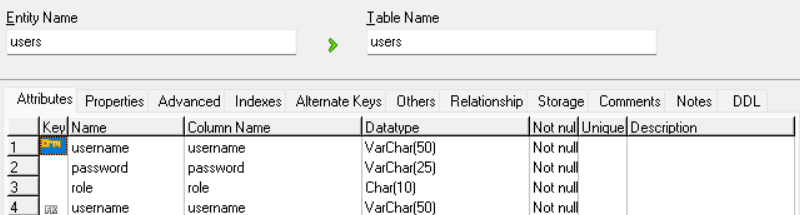 Entity Name Table Name
users users
Attributes Properties Advanced Indexes Alternate Keys Others Relationship Storage Comments Notes DDL
Key Name Column Name Datatype Not nul Unique Description
1 username username VarChar(50) Not null
2 password password VarChar(25) Not null
3 role role Char(10) Not null
4 FK username username VarChar(50) Not null